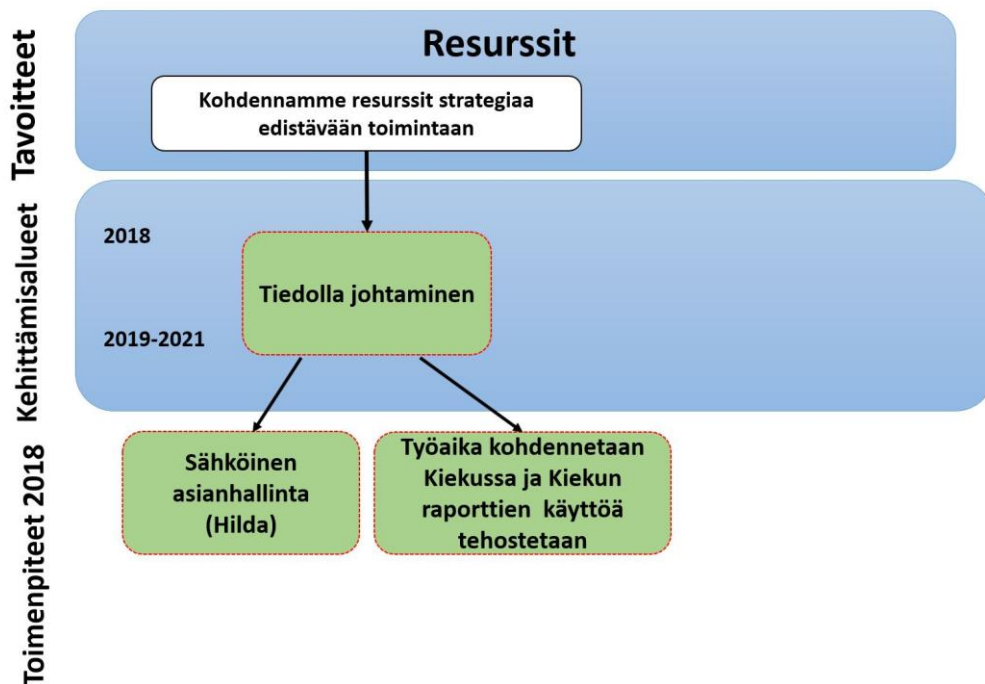 Tavoitteet
Resurssit
Kohdennamme resurssit strategiaa
edistävään toimintaan
Kehittämisalueet
2018
Tiedolla johtaminen
2019-2021
Toimenpiteet 2018
Sähköinen
asianhallinta
(Hilda)
Työaika kohdennetaan
Kiekussa ja Kiekun
raporttien käyttöä
tehostetaan